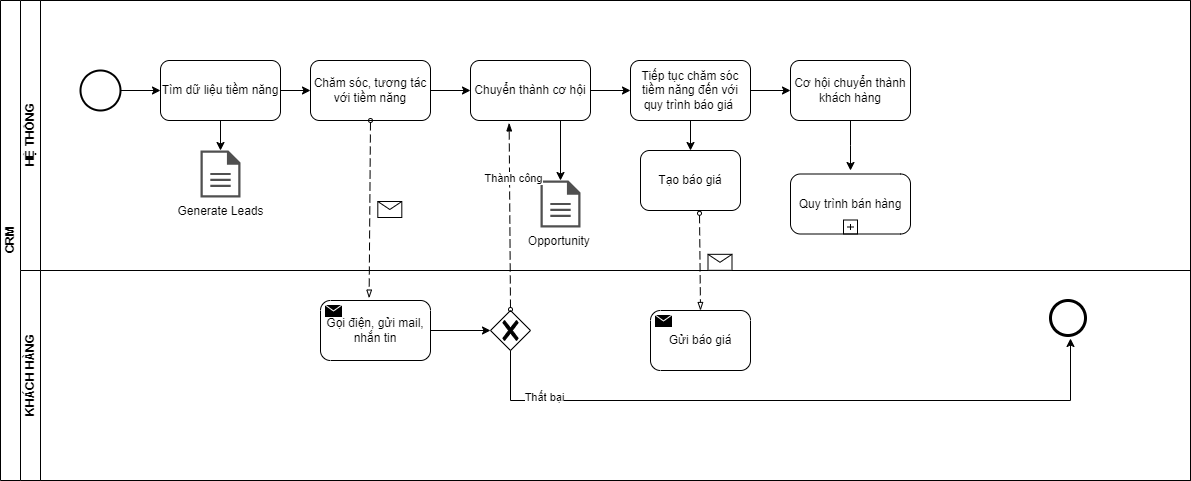 CRM
HỆ THỐNG
Tìm dữ liệu tiềm năng
Chăm sóc, tương tác
với tiềm năng
Chuyển thành cơ hội
Tiếp tục chăm sóc
tiềm năng đến với
quy trình báo giá
Cơ hội chuyển thành
khách hàng
Generate Leads
Thành công
Opportunity
Tạo báo giá
Quy trình bán hàng
KHÁCH HÀNG
Gọi điện, gửi mail,
nhắn tin
Gửi báo giá
Thất bại